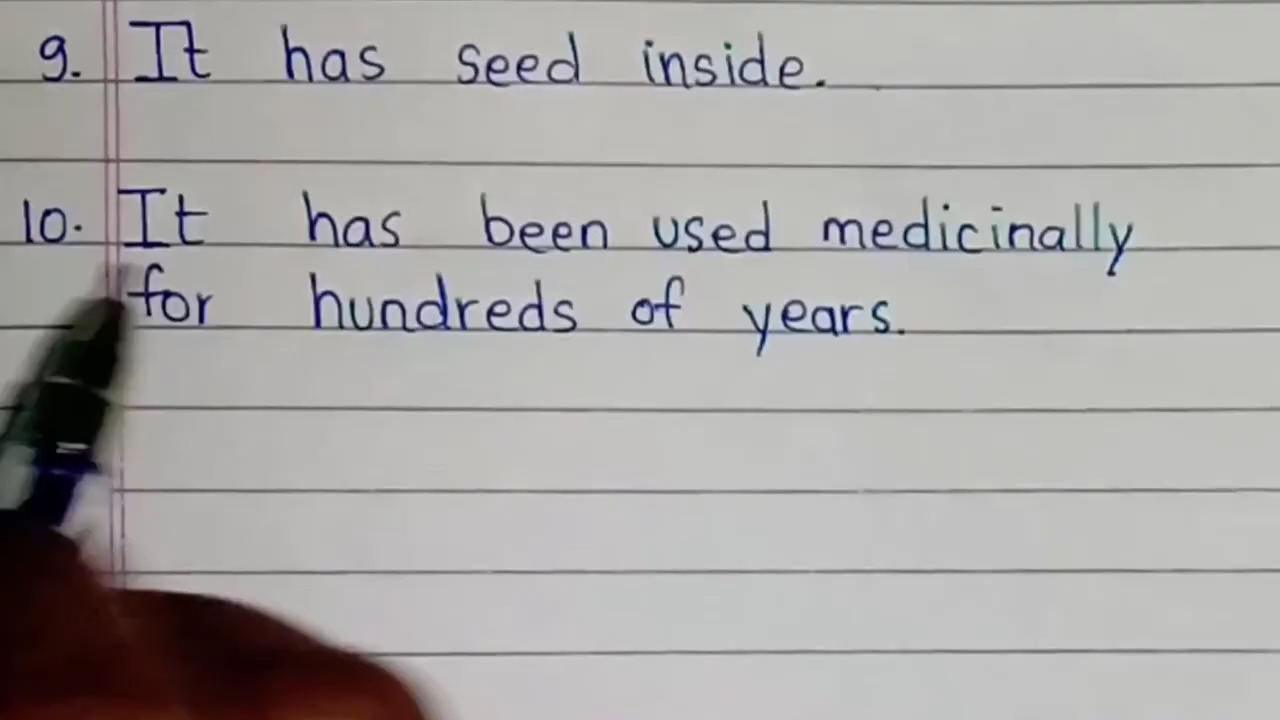 9. It has seed inside.
10. It has been used medicinally
for hundreds of years.